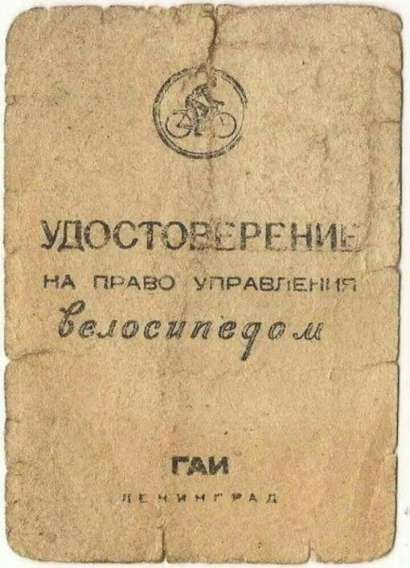 УДОСТОВЕРЕНИЕ
НА ПРАВО УПРАВЛЕНИЯ
велосипедом
ГАИ
ЛЕНИНГРАД